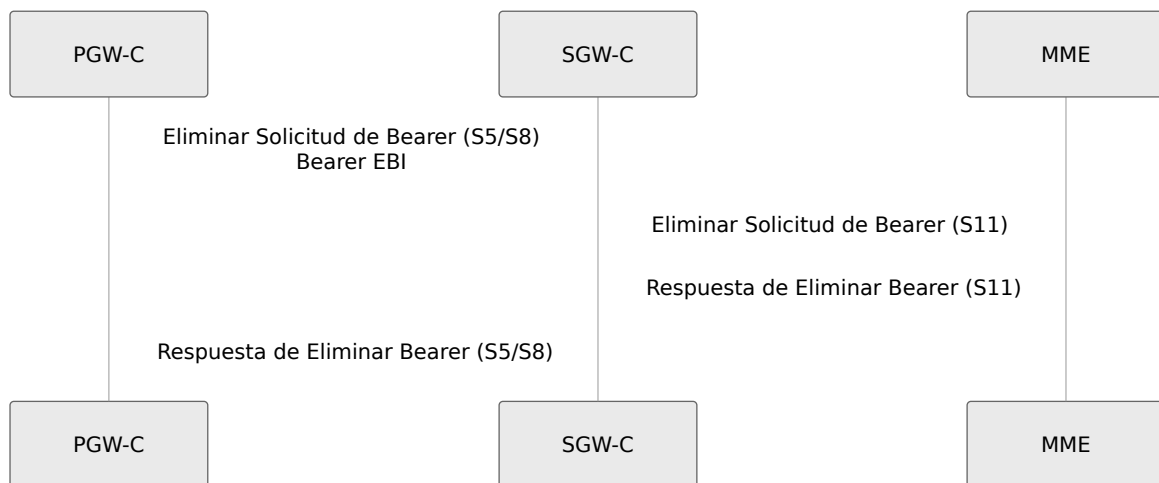 PGW-C
SGW-C
MME
Eliminar Solicitud de Bearer (S5/S8)
Bearer EBI
Eliminar Solicitud de Bearer (S11)
Respuesta de Eliminar Bearer (S11)
Respuesta de Eliminar Bearer (S5/S8)
PGW-C
SGW-C
MME